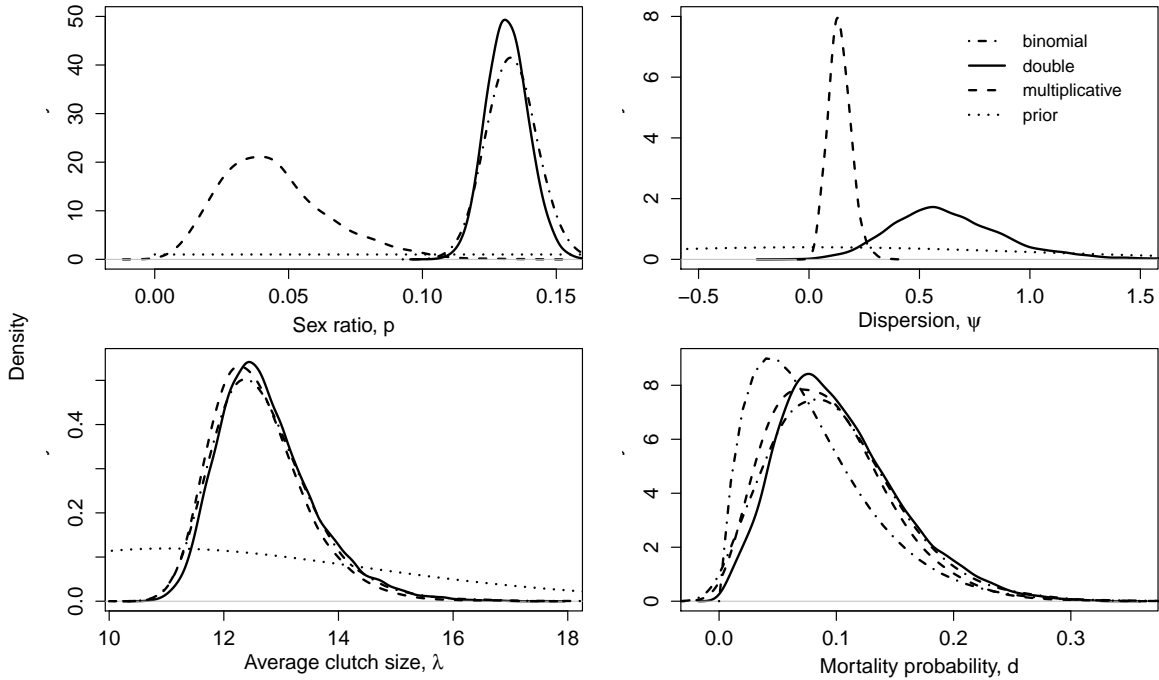 50
40
30
20
10
0
0.00 0.05 0.10 0.15
Sex ratio, p
8
6
4
2
0
−0.5 0.0 0.5 1.0 1.5
Dispersion, ψ
binomial
double
multiplicative
prior
Density
0.4
0.2
0.0
10 12 14 16 18
Average clutch size, λ
8
6
4
2
0
0.0 0.1 0.2 0.3
Mortality probability, d